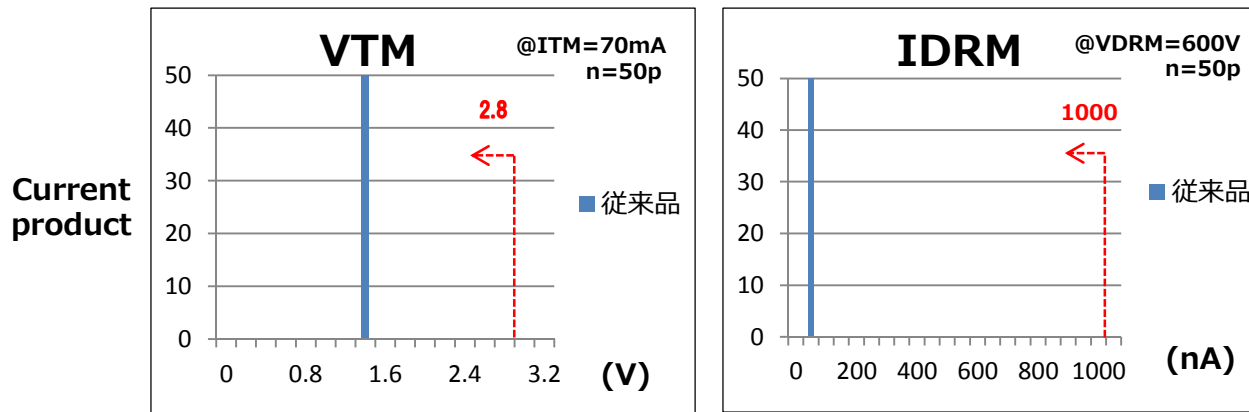 Current
product
VTM
@ITM=70mA
n=50p
50
40
30
20
10
0
2.8
従来品
0 0.8 1.6 2.4 3.2
(V)
IDRM
@VDRM=600V
n=50p
50
40
30
20
10
0
1000
従来品
0 200 400 600 800 1000
(nA)